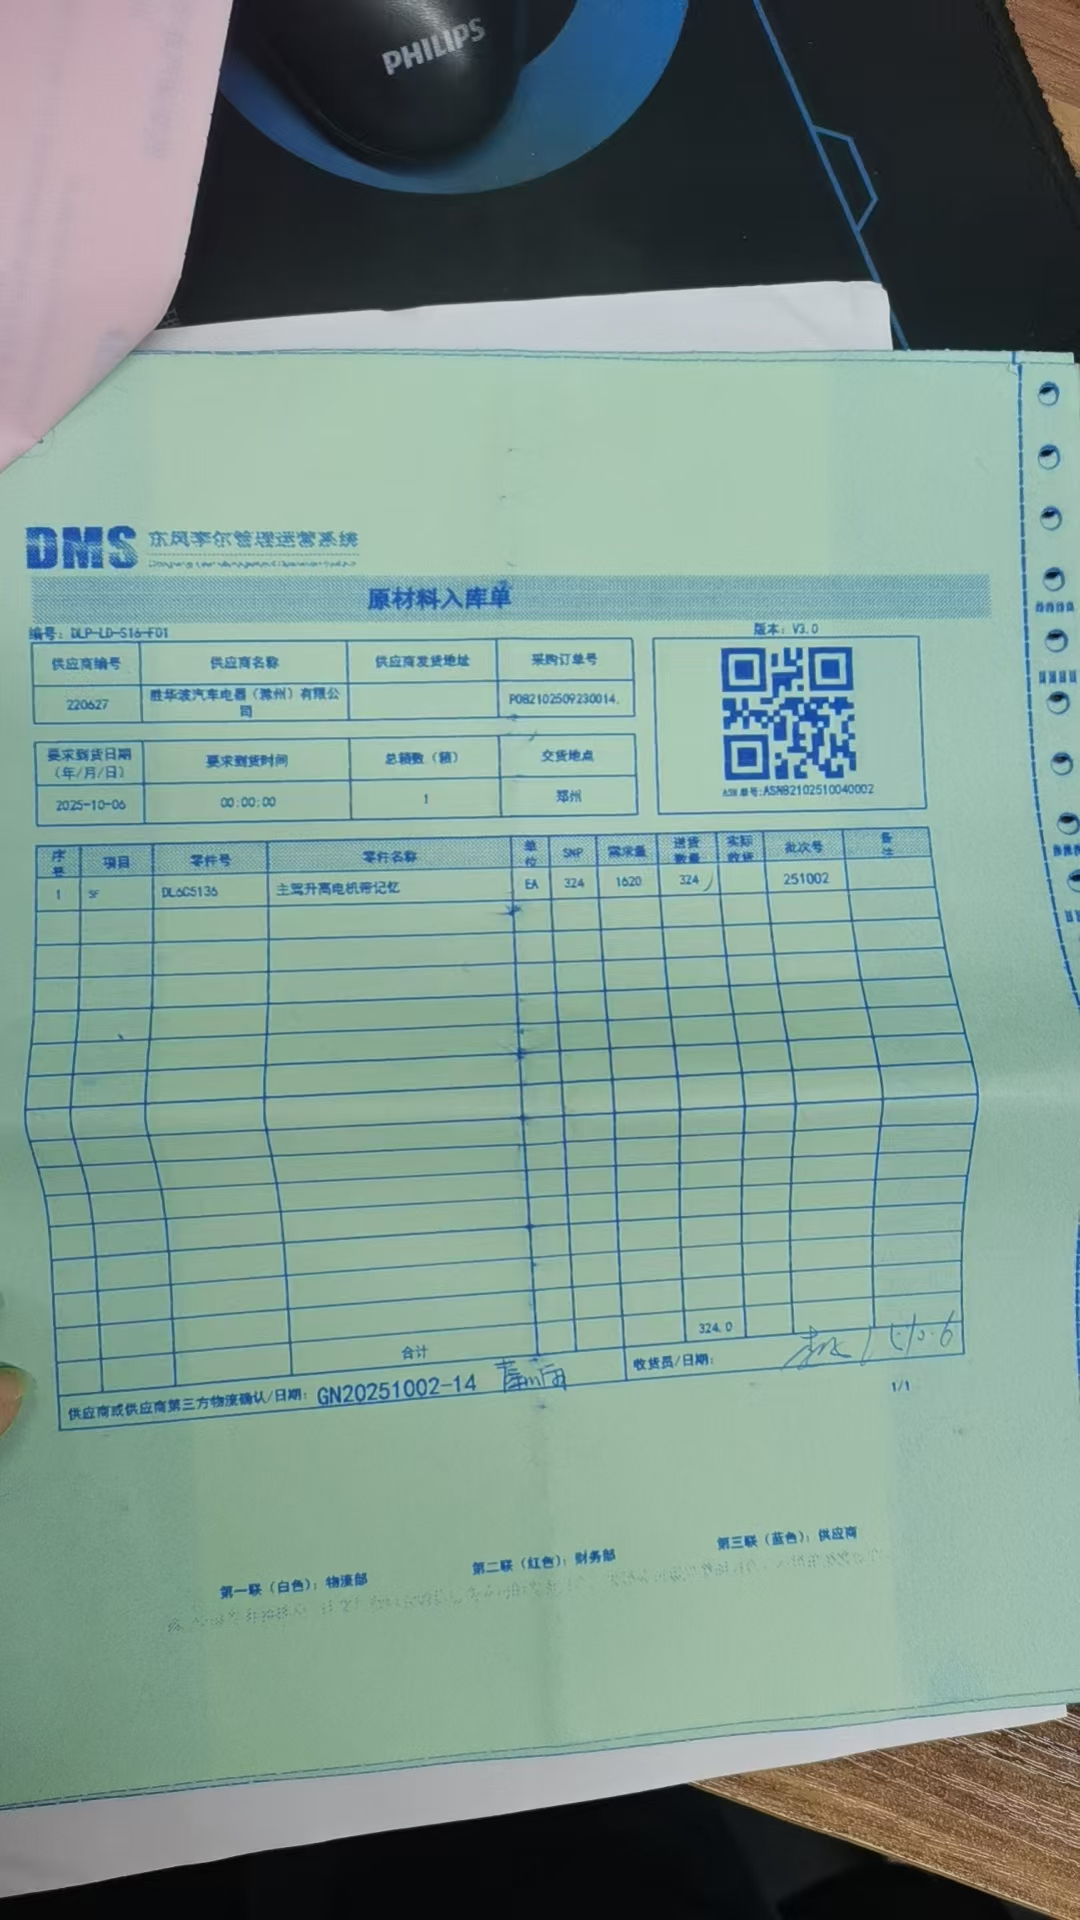 PHILIPS
DMS 东风李尔管理运营系统
原材料入库单
编号：DLP-LD-S16-F01
版本：V3.0
供应商编号 供应商名称 供应商发货地址 采购订单号
220627 胜华波汽车电器（滁州）有限公司 P082102509230014.
要求到货日期（年/月/日） 要求到货时间 总箱数（箱） 交货地点
2025-10-06 00:00:00 1 郑州
ASN单号:ASN82102510040002
序号 项目 零件号 零件名称 单位 SNP 需求量 送货数量 实际收货 批次号 备注
1 SF DL6C5136 主驾升高电机带记忆 EA 324 1620 324 251002
合计 324.0
供应商或供应商第三方物流确认/日期： GN20251002-14
收货员/日期：
1/1
第一联（白色）：物流部 第二联（红色）：财务部 第三联（蓝色）：供应商